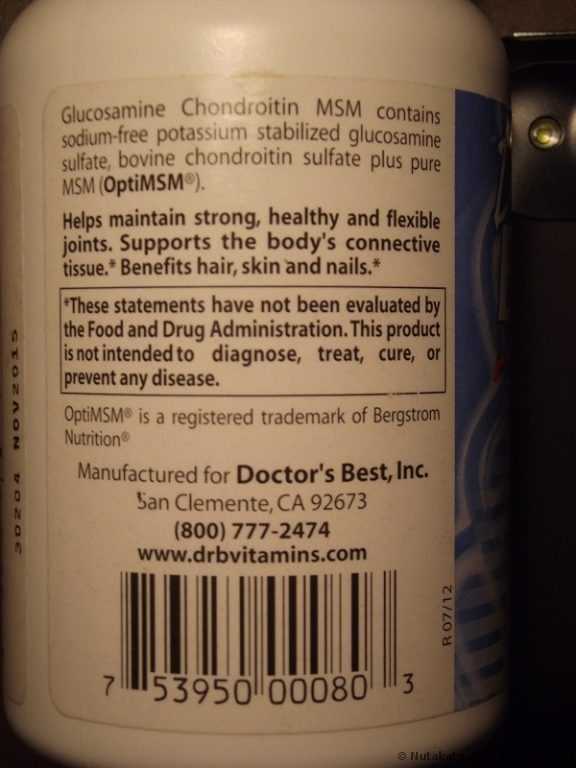 Glucosamine Chondroitin MSM contains
sodium-free potassium stabilized glucosamine
sulfate, bovine chondroitin sulfate plus pure
MSM (OptiMSM®).
Helps maintain strong, healthy and flexible
joints. Supports the body's connective
tissue.* Benefits hair, skin and nails.*
*These statements have not been evaluated by
the Food and Drug Administration. This product
is not intended to diagnose, treat, cure, or
prevent any disease.
OptiMSM® is a registered trademark of Bergstrom
Nutrition®
Manufactured for Doctor's Best, Inc.
San Clemente, CA 92673
(800) 777-2474
www.drbvitamins.com
7 53950 00080 3
R 07/12
30204 NOV2015